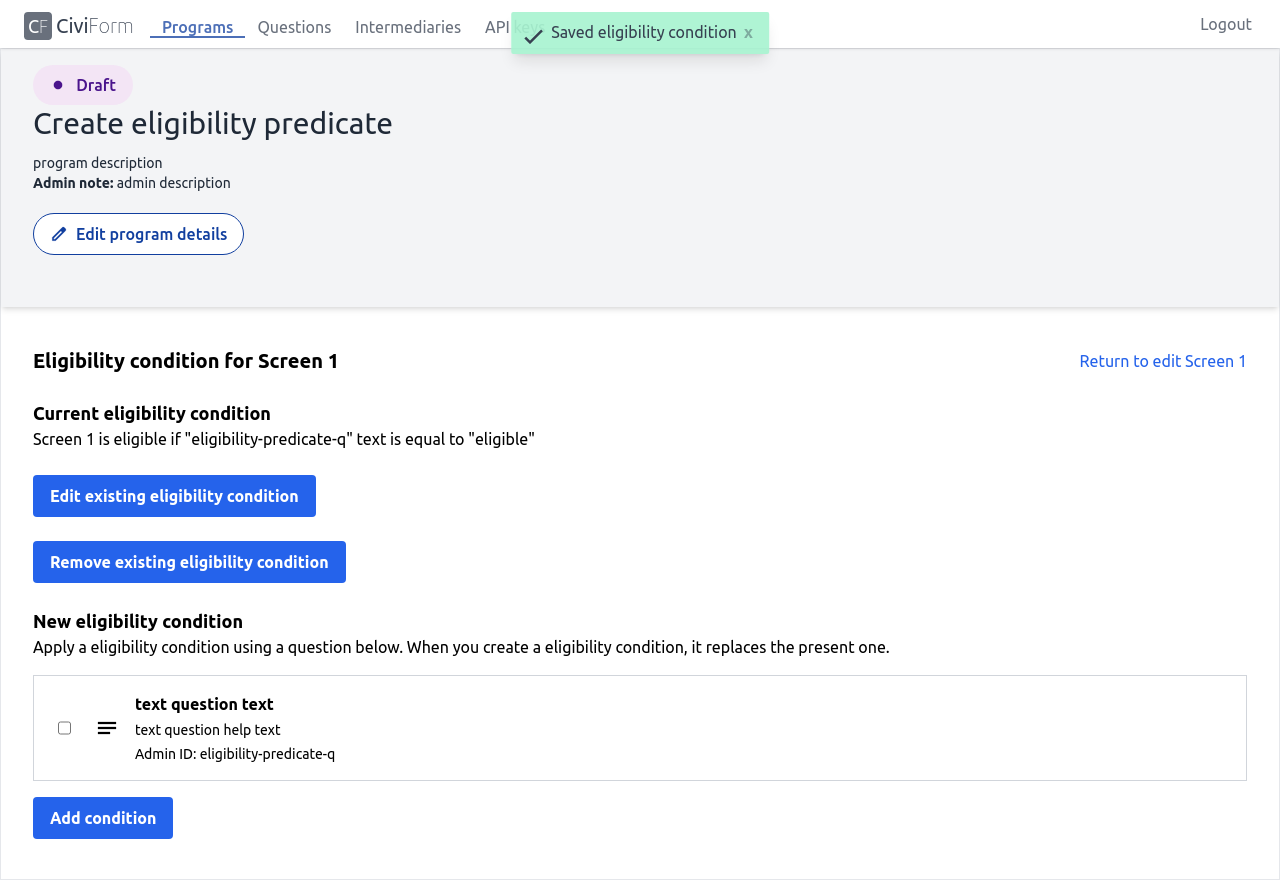 CF CiviForm
Programs
Questions
Intermediaries
API keys
Saved eligibility condition x
Logout
Draft
Create eligibility predicate
program description
Admin note: admin description
Edit program details
Eligibility condition for Screen 1
Return to edit Screen 1
Current eligibility condition
Screen 1 is eligible if "eligibility-predicate-q" text is equal to "eligible"
Edit existing eligibility condition
Remove existing eligibility condition
New eligibility condition
Apply a eligibility condition using a question below. When you create a eligibility condition, it replaces the present one.
text question text
text question help text
Admin ID: eligibility-predicate-q
Add condition